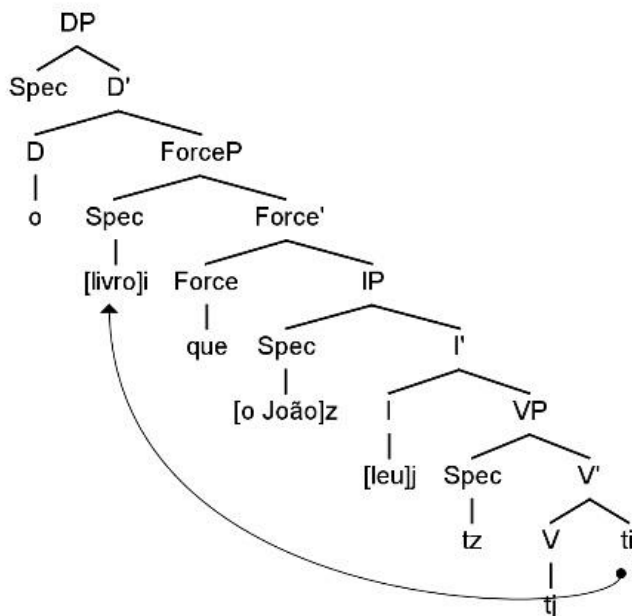 DP
Spec D'
D ForceP
o Spec Force'
[livro]i Force IP
que Spec I'
[o João]z I VP
[leu]j Spec V'
tz V ti
tj